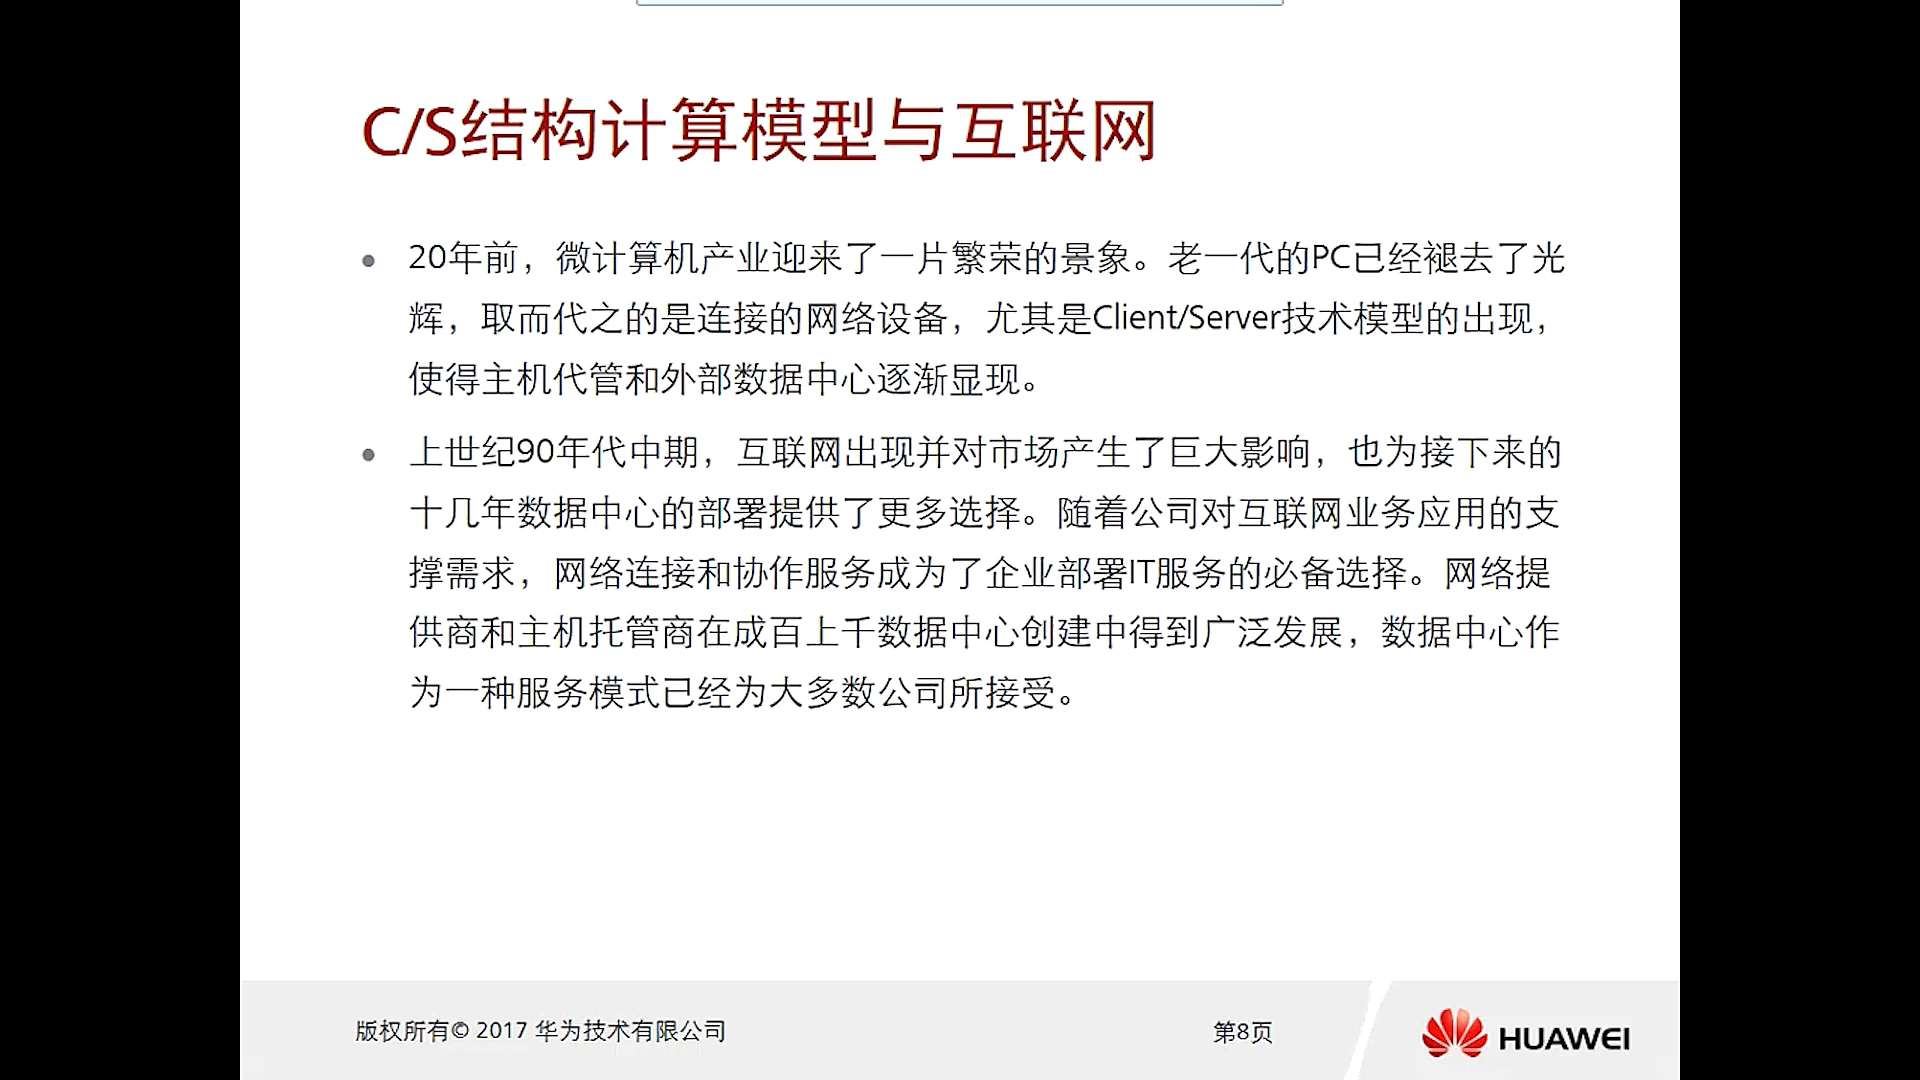 C/S结构计算模型与互联网
20年前，微计算机产业迎来了一片繁荣的景象。老一代的PC已经褪去了光
辉，取而代之的是连接的网络设备，尤其是Client/Server技术模型的出现，
使得主机代管和外部数据中心逐渐显现。
上世纪90年代中期，互联网出现并对市场产生了巨大影响，也为接下来的
十几年数据中心的部署提供了更多选择。随着公司对互联网业务应用的支
撑需求，网络连接和协作服务成为了企业部署IT服务的必备选择。网络提
供商和主机托管商在成百上千数据中心创建中得到广泛发展，数据中心作
为一种服务模式已经为大多数公司所接受。
版权所有© 2017 华为技术有限公司
第8页
HUAWEI